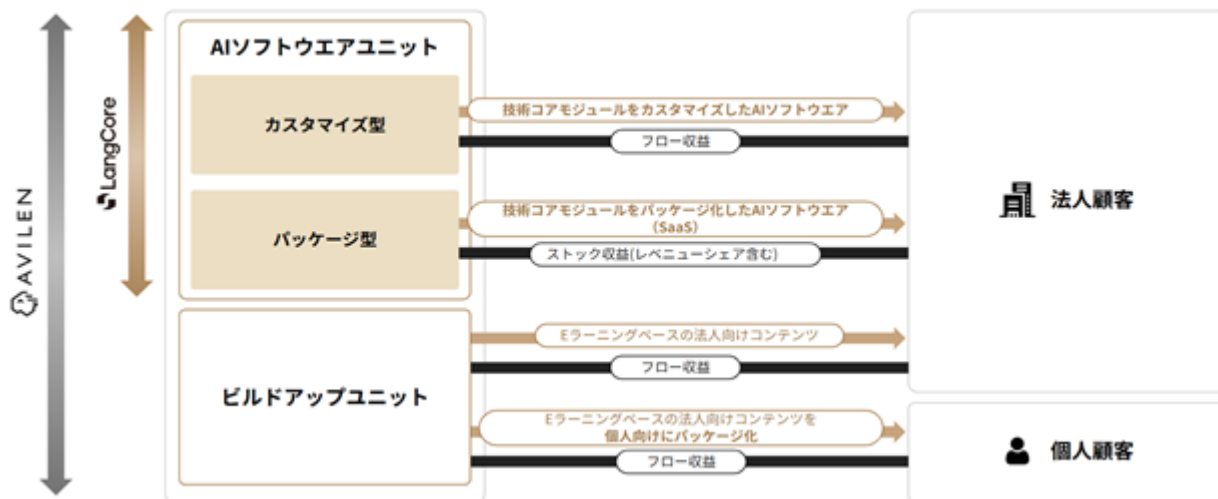 AVILEN
LangCore
AIソフトウエアユニット
カスタマイズ型
技術コアモジュールをカスタマイズしたAIソフトウエア
フロー収益
パッケージ型
技術コアモジュールをパッケージ化したAIソフトウエア
（SaaS）
ストック収益(レベニューシェア含む)
法人顧客
ビルドアップユニット
Eラーニングベースの法人向けコンテンツ
フロー収益
Eラーニングベースの法人向けコンテンツを
個人向けにパッケージ化
フロー収益
個人顧客